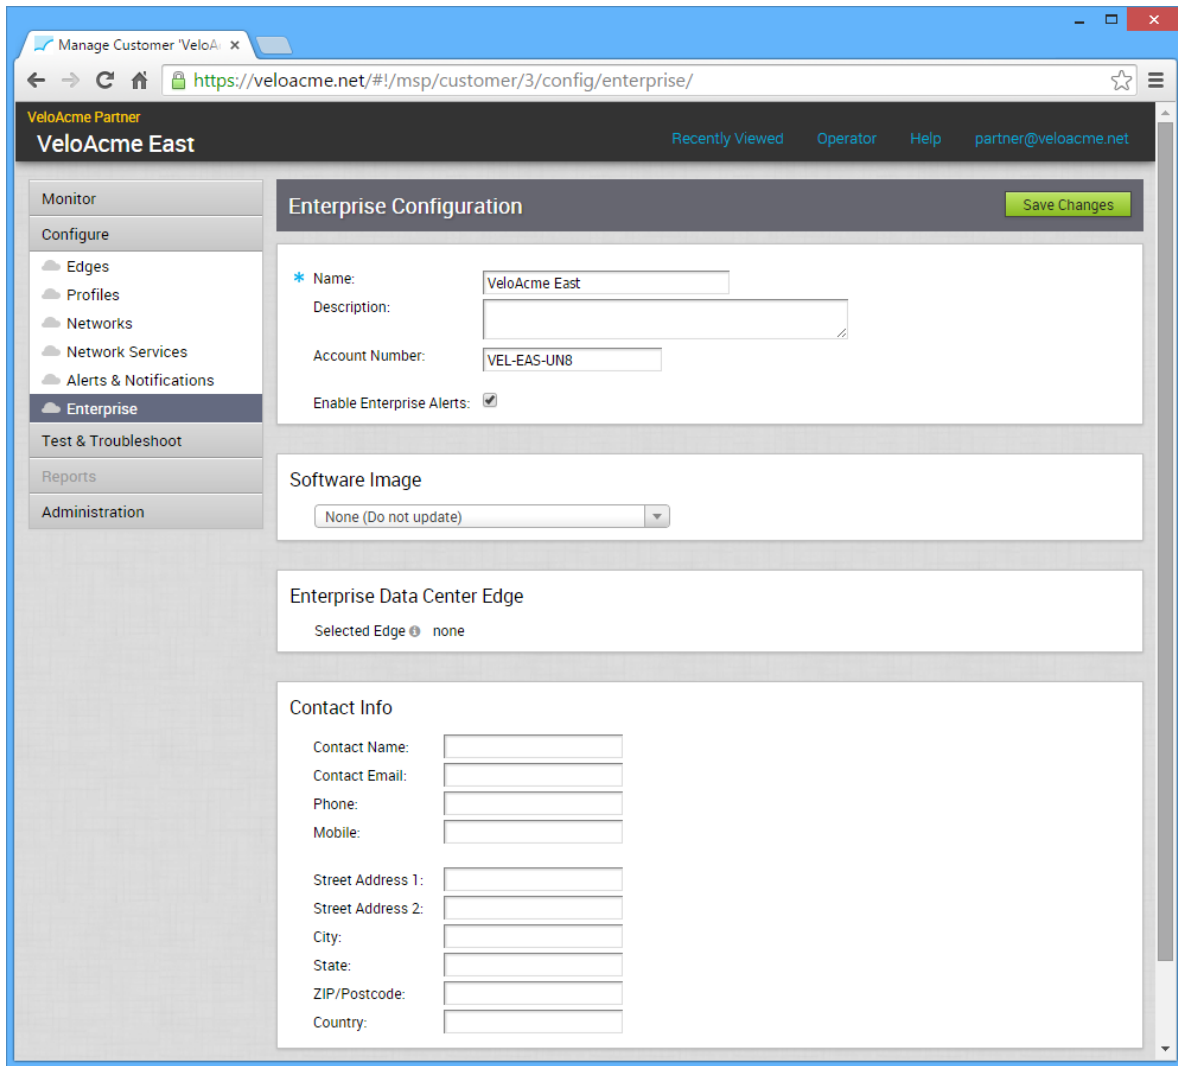 Manage Customer 'VeloA
https://veloacme.net/#!/msp/customer/3/config/enterprise/
VeloAcme Partner
VeloAcme East
Recently Viewed Operator Help partner@veloacme.net
Monitor
Configure
Edges
Profiles
Networks
Network Services
Alerts & Notifications
Enterprise
Test & Troubleshoot
Reports
Administration
Enterprise Configuration
Save Changes
* Name: VeloAcme East
Description:
Account Number: VEL-EAS-UN8
Enable Enterprise Alerts:
Software Image
None (Do not update)
Enterprise Data Center Edge
Selected Edge none
Contact Info
Contact Name:
Contact Email:
Phone:
Mobile:
Street Address 1:
Street Address 2:
City:
State:
ZIP/Postcode:
Country: